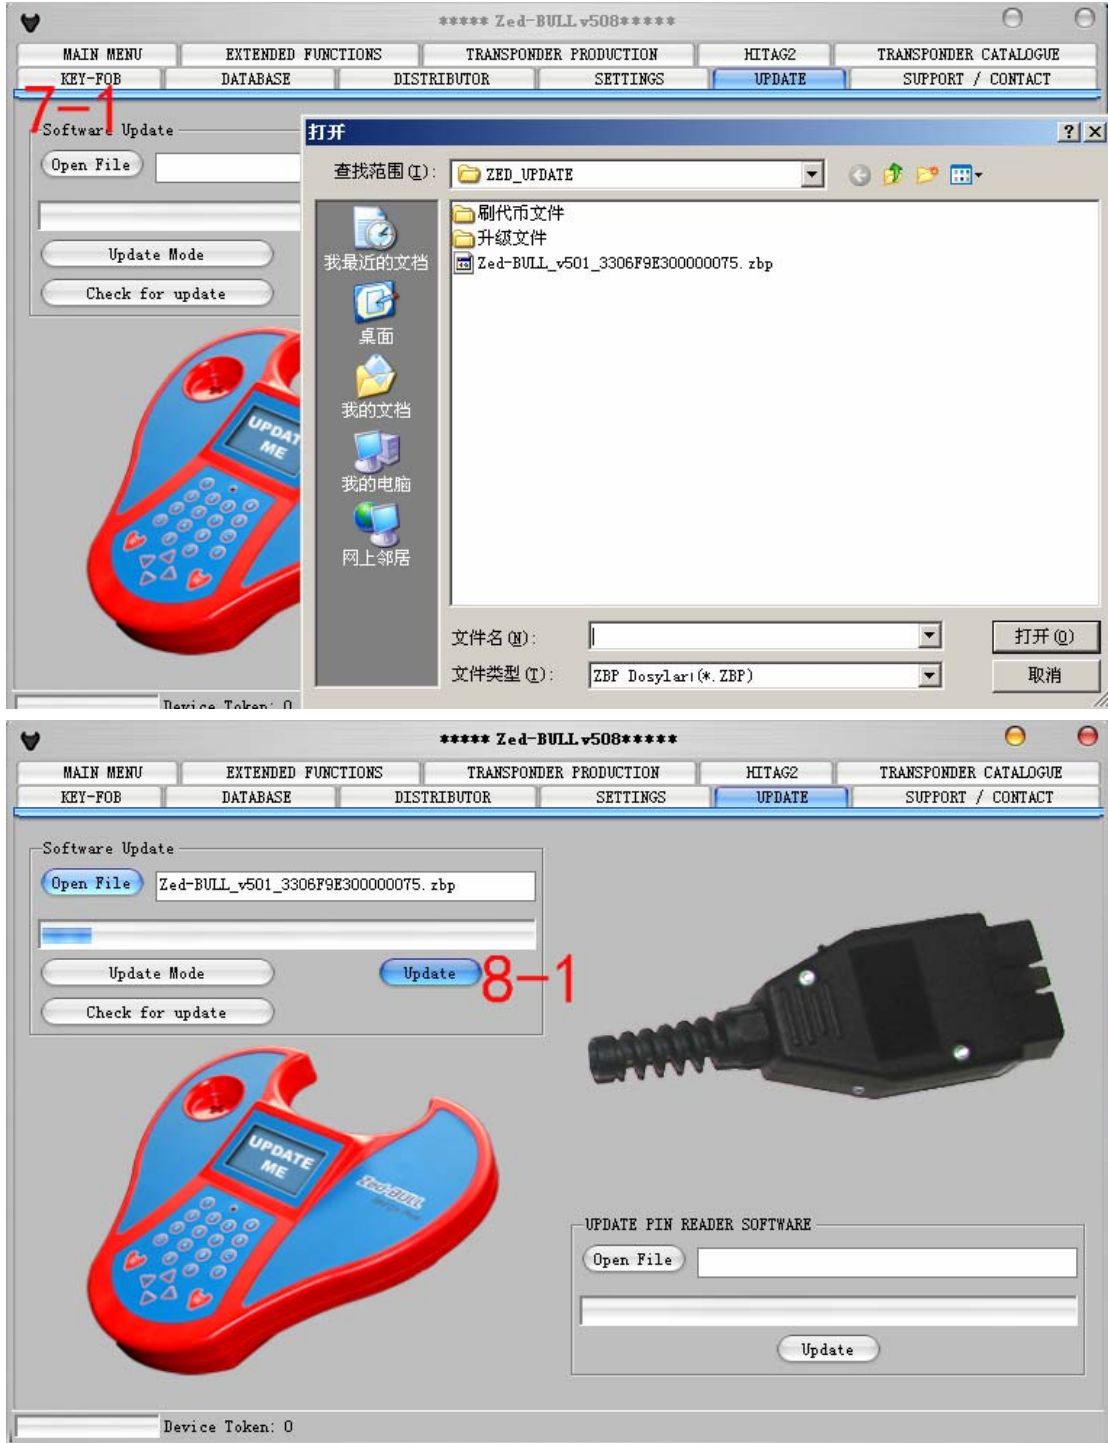 ***** Zed-BULL v508*****
MAIN MENU EXTENDED FUNCTIONS TRANSPONDER PRODUCTION HITAG2 TRANSPONDER CATALOGUE
KEY-FOB DATABASE DISTRIBUTOR SETTINGS UPDATE SUPPORT / CONTACT
7-1
Software Update
Open File
Update Mode
Check for update
UPDAT
ME
打开
查找范围(I): ZED_UPDATE
我最近的文档
桌面
我的文档
我的电脑
网上邻居
刷代币文件
升级文件
Zed-BULL_v501_3306F9E300000075.zbp
文件名(N): 打开(O)
文件类型(T): ZBP Dosyları(*.ZBP) 取消
Device Token: 0
***** Zed-BULL v508*****
MAIN MENU EXTENDED FUNCTIONS TRANSPONDER PRODUCTION HITAG2 TRANSPONDER CATALOGUE
KEY-FOB DATABASE DISTRIBUTOR SETTINGS UPDATE SUPPORT / CONTACT
Software Update
Open File Zed-BULL_v501_3306F9E300000075.zbp
Update Mode Update 8-1
Check for update
UPDATE
ME
Zed-BULL
UPDATE PIN READER SOFTWARE
Open File
Update
Device Token: 0